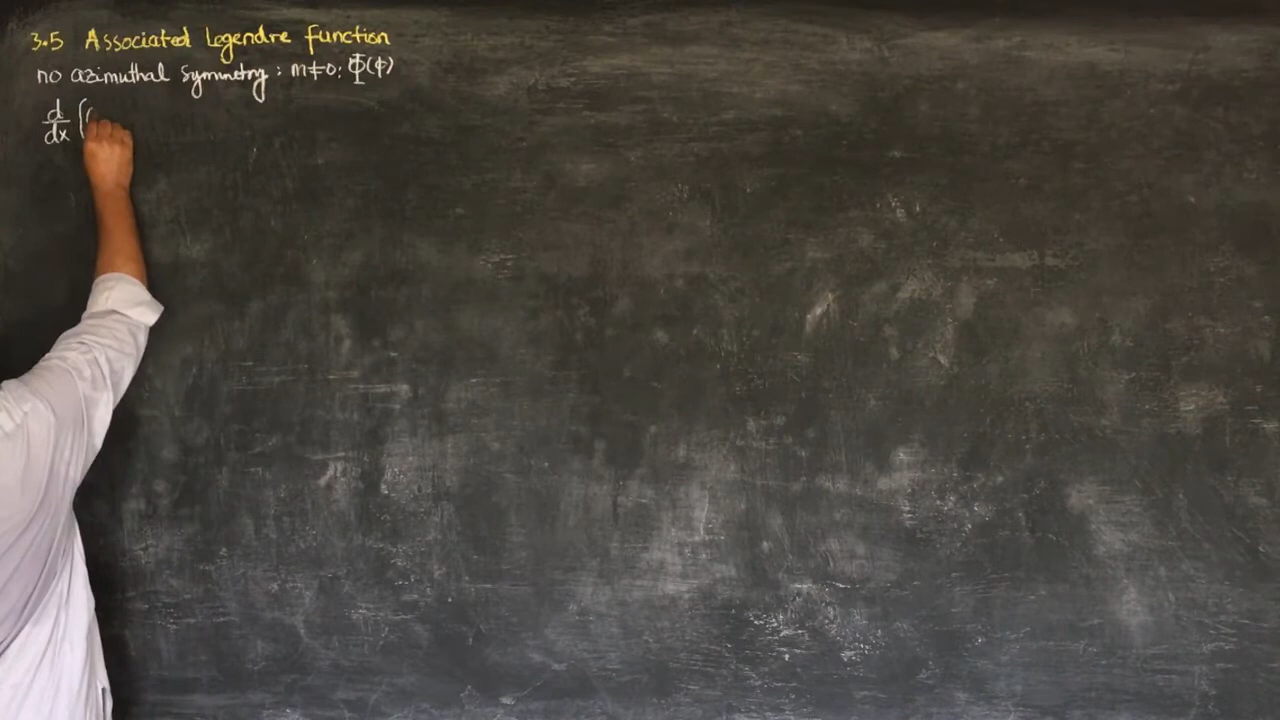 3.5 Associated Legendre function
no azimuthal symmetry : m≠0: Φ(φ)
d/dx [(